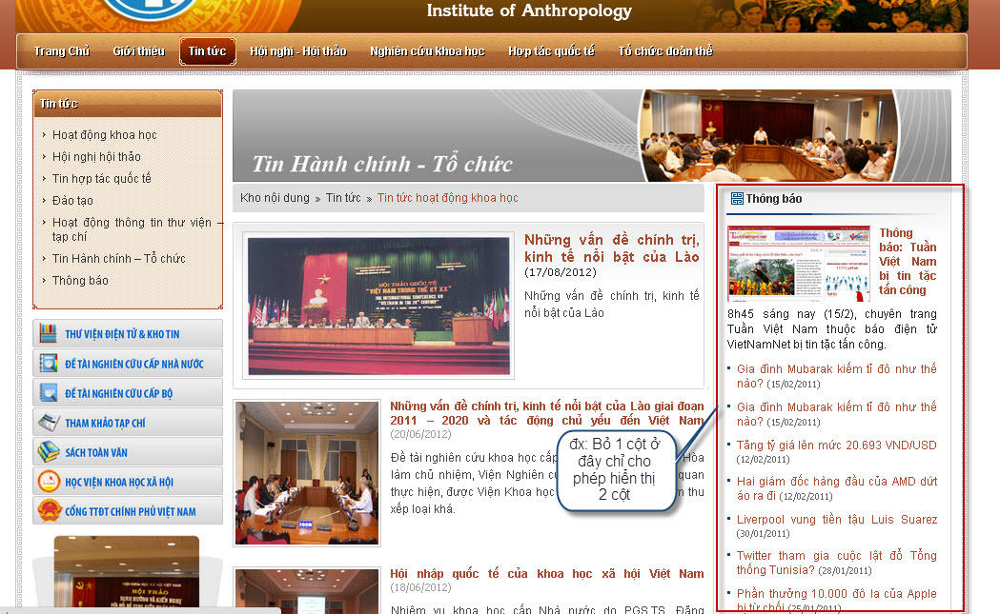 Institute of Anthropology
Trang Chủ Giới thiệu Tin tức Hội nghị - Hội thảo Nghiên cứu khoa học Hợp tác quốc tế Tổ chức đoàn thể
Tin tức
Hoạt động khoa học
Hội nghị hội thảo
Tin hợp tác quốc tế
Đào tạo
Hoạt động thông tin thư viện –
tạp chí
Tin Hành chính – Tổ chức
Thông báo
THƯ VIỆN ĐIỆN TỬ & KHO TIN
ĐỀ TÀI NGHIÊN CỨU CẤP NHÀ NƯỚC
ĐỀ TÀI NGHIÊN CỨU CẤP BỘ
THAM KHẢO TẠP CHÍ
SÁCH TOÀN VĂN
HỌC VIỆN KHOA HỌC XÃ HỘI
CỔNG TTĐT CHÍNH PHỦ VIỆT NAM
Tin Hành chính - Tổ chức
Kho nội dung » Tin tức » Tin tức hoạt động khoa học
HỘI THẢO QUỐC TẾ
"VIỆT NAM TRONG THẾ KỶ XX"
Những vấn đề chính trị,
kinh tế nổi bật của Lào
(17/08/2012)
Những vấn đề chính trị, kinh tế
nổi bật của Lào
Những vấn đề chính trị, kinh tế nổi bật của Lào giai đoạn
2011 – 2020 và tác động chủ yếu đến Việt Nam
(20/06/2012)
Đề tài nghiên cứu khoa học cấp Hòa
làm chủ nhiệm, Viện Nghiên quan
thực hiện, được Viện Khoa học thu
xếp loại khá.
đx: Bỏ 1 cột ở
đây chỉ cho
phép hiển thị
2 cột
Hội nhập quốc tế của khoa học xã hội Việt Nam
(18/06/2012)
Nhiệm vụ khoa học cấp Nhà nước do PGS.TS. Đặng
Thông báo
Thông
báo: Tuần
Việt Nam
bị tin tặc
tấn công
8h45 sáng nay (15/2), chuyên trang
Tuần Việt Nam thuộc báo điện tử
VietNamNet bị tin tặc tấn công.
Gia đình Mubarak kiếm tỉ đô như thế
nào? (15/02/2011)
Gia đình Mubarak kiếm tỉ đô như thế
nào? (15/02/2011)
Tăng tỷ giá lên mức 20.693 VND/USD
(12/02/2011)
Hai giám đốc hàng đầu của AMD dứt
áo ra đi (12/02/2011)
Liverpool vung tiền tậu Luis Suarez
(30/01/2011)
Twitter tham gia cuộc lật đổ Tổng
thống Tunisia? (28/01/2011)
Phần thưởng 10.000 đô la của Apple
bị từ chối (25/01/2011)